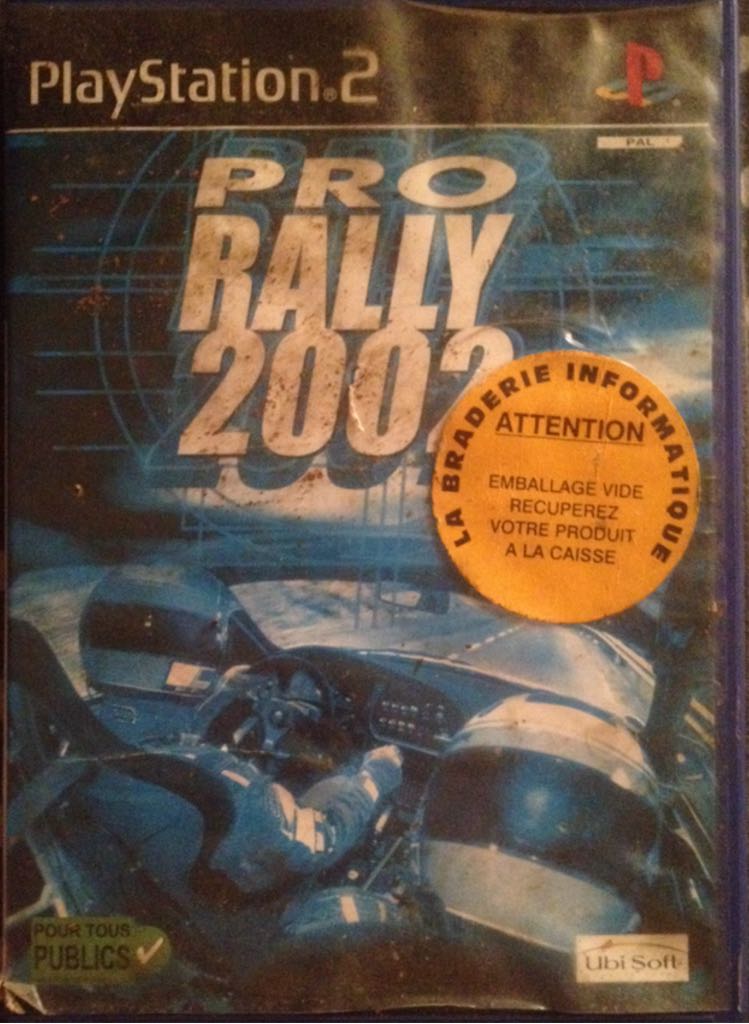 PlayStation®2
PAL
PRO
RALLY
2002
LA BRADERIE INFORMATIQUE
ATTENTION
EMBALLAGE VIDE
RECUPEREZ
VOTRE PRODUIT
A LA CAISSE
POUR TOUS
PUBLICS
Ubi Soft